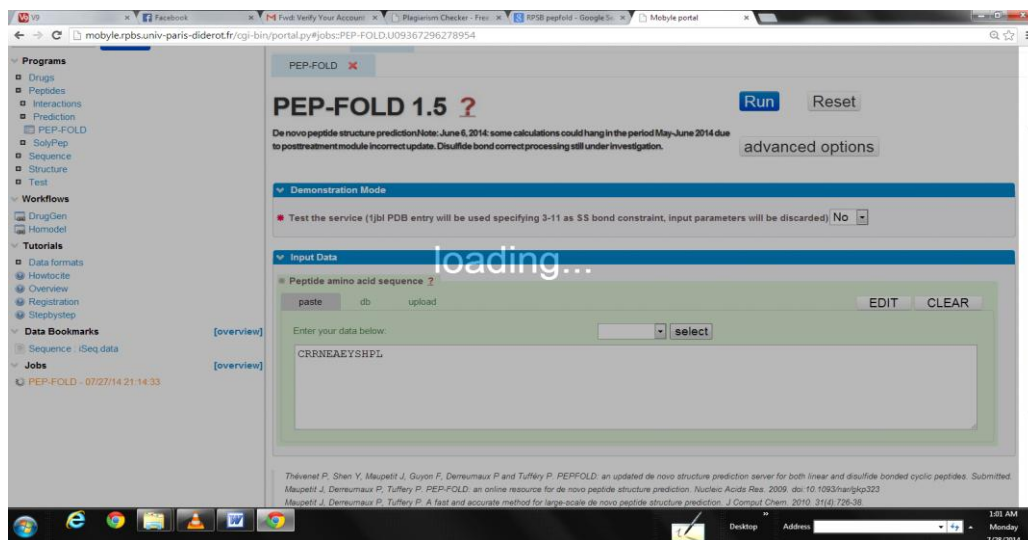 V9
Facebook
Fwd: Verify Your Account
Plagiarism Checker - Free
RPSB pepfold - Google Se
Mobyle portal
mobyle.rpbs.univ-paris-diderot.fr/cgi-bin/portal.py#jobs::PEP-FOLD.U09367296278954
Programs
Drugs
Peptides
Interactions
Prediction
PEP-FOLD
SolyPep
Sequence
Structure
Test
Workflows
DrugGen
Homodel
Tutorials
Data formats
Howtocite
Overview
Registration
Stepbystep
Data Bookmarks [overview]
Sequence : iSeq.data
Jobs [overview]
PEP-FOLD - 07/27/14 21:14:33
PEP-FOLD
PEP-FOLD 1.5 ?
Run Reset
De novo peptide structure predictionNote: June 6, 2014: some calculations could hang in the period May-June 2014 due
to posttreatment module incorrect update. Disulfide bond correct processing still under investigation.
advanced options
Demonstration Mode
Test the service (1jbl PDB entry will be used specifying 3-11 as SS bond constraint, input parameters will be discarded) No
Input Data
loading...
Peptide amino acid sequence ?
paste db upload EDIT CLEAR
Enter your data below: select
CRRNEAEYSHPL
Thévenet P, Shen Y, Maupetit J, Guyon F, Derreumaux P and Tufféry P. PEPFOLD: an updated de novo structure prediction server for both linear and disulfide bonded cyclic peptides. Submitted.
Maupetit J, Derreumaux P, Tuffery P. PEP-FOLD: an online resource for de novo peptide structure prediction. Nucleic Acids Res. 2009. doi:10.1093/nar/gkp323
Maupetit J, Derreumaux P, Tuffery P. A fast and accurate method for large-scale de novo peptide structure prediction. J Comput Chem. 2010. 31(4):726-38.
Desktop Address
1:01 AM
Monday
7/28/2014